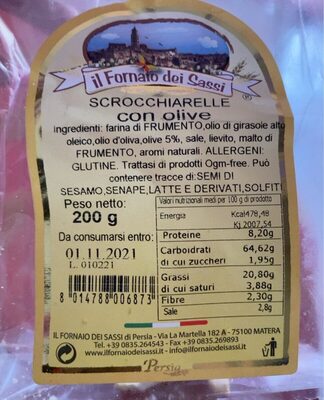 il Fornaio dei Sassi
®
SCROCCHIARELLE
con olive
Ingredienti: farina di FRUMENTO,olio di girasole alto
oleico,olio d'oliva,olive 5%, sale, lievito, malto di
FRUMENTO, aromi naturali. ALLERGENI:
GLUTINE. Trattasi di prodotti Ogm-free. Puó
contenere tracce di:SEMI DI
SESAMO,SENAPE,LATTE E DERIVATI,SOLFITI
Peso netto:
200 g
Da consumarsi entro:
01.11.2021
L. 010221
8 014788 006873
Valori nutrizionali medi per 100 g di prodotto
Energia Kcal478,48
Kj 2007,54
Proteine 8,20g
Carboidrati 64,62g
di cui zuccheri 1,95g
Grassi 20,80g
di cui saturi 3,88g
Fibre 2,30g
Sale 2,8g
IL FORNAIO DEI SASSI di Persia - Via La Martella 182 A - 75100 MATERA
Tel. +39 0835.264543 - Fax +39 0835.269893
www.ilfornaiodeisassi.it • info@ilfornaiodeisassi.it
Persia